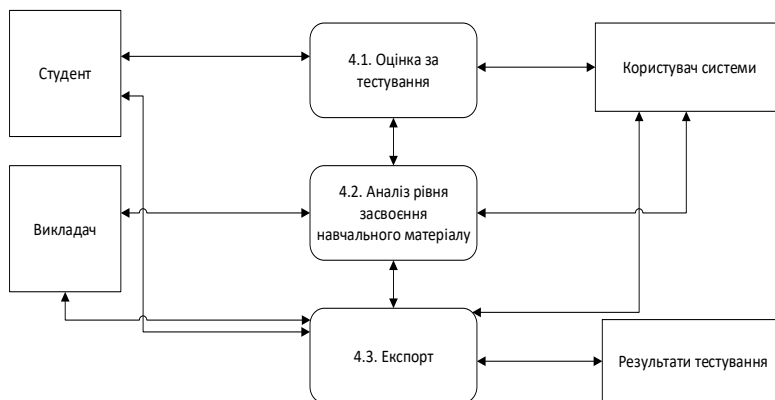 Студент
4.1. Оцінка за
тестування
Користувач системи
Викладач
4.2. Аналіз рівня
засвоєння
навчального матеріалу
4.3. Експорт
Результати тестування